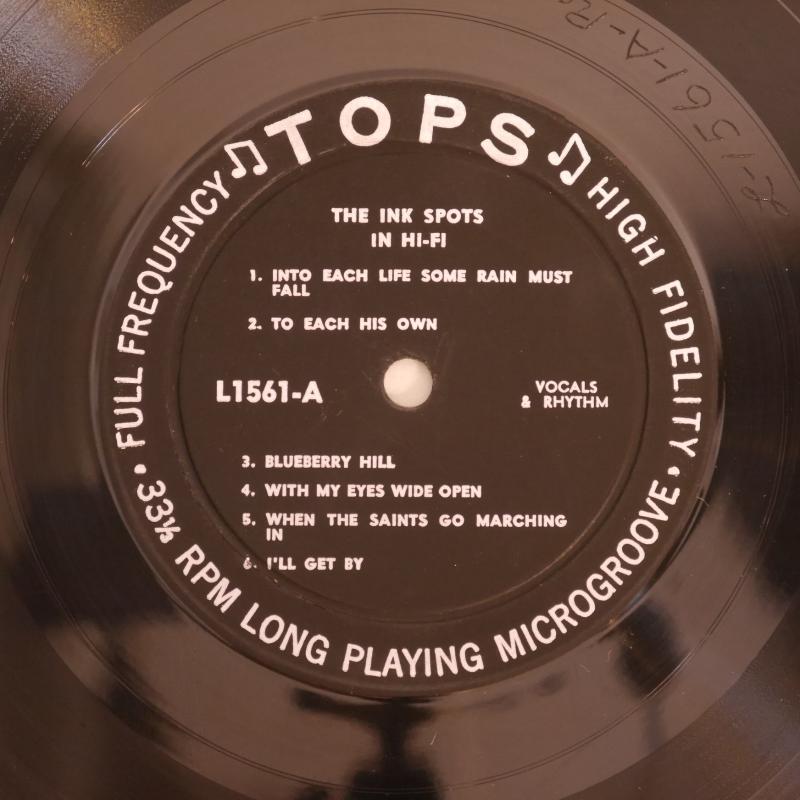 TOPS
FULL FREQUENCY
HIGH FIDELITY
THE INK SPOTS
IN HI-FI
1. INTO EACH LIFE SOME RAIN MUST
FALL
2. TO EACH HIS OWN
L1561-A
VOCALS
& RHYTHM
3. BLUEBERRY HILL
4. WITH MY EYES WIDE OPEN
5. WHEN THE SAINTS GO MARCHING
IN
6. I'LL GET BY
33⅓ RPM LONG PLAYING MICROGROOVE